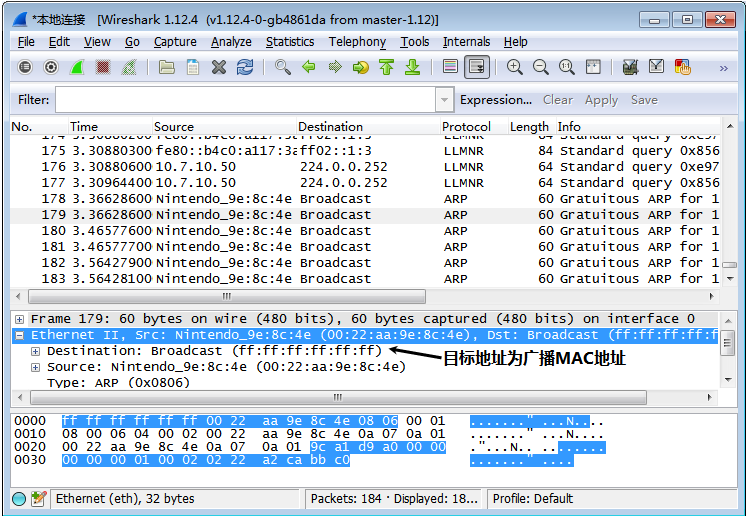 *本地连接 [Wireshark 1.12.4 (v1.12.4-0-gb4861da from master-1.12)]
File Edit View Go Capture Analyze Statistics Telephony Tools Internals Help
Filter: Expression... Clear Apply Save
No. Time Source Destination Protocol Length Info
175 3.30880300 fe80::b4c0:a117:3a ff02::1:3 LLMNR 84 Standard query 0x856
176 3.30880600 10.7.10.50 224.0.0.252 LLMNR 64 Standard query 0xe97
177 3.30964400 10.7.10.50 224.0.0.252 LLMNR 64 Standard query 0x856
178 3.36628600 Nintendo_9e:8c:4e Broadcast ARP 60 Gratuitous ARP for 1
179 3.36628600 Nintendo_9e:8c:4e Broadcast ARP 60 Gratuitous ARP for 1
180 3.46577600 Nintendo_9e:8c:4e Broadcast ARP 60 Gratuitous ARP for 1
181 3.46577700 Nintendo_9e:8c:4e Broadcast ARP 60 Gratuitous ARP for 1
182 3.56427900 Nintendo_9e:8c:4e Broadcast ARP 60 Gratuitous ARP for 1
183 3.56428100 Nintendo_9e:8c:4e Broadcast ARP 60 Gratuitous ARP for 1
Frame 179: 60 bytes on wire (480 bits), 60 bytes captured (480 bits) on interface 0
Ethernet II, Src: Nintendo_9e:8c:4e (00:22:aa:9e:8c:4e), Dst: Broadcast (ff:ff:ff:ff:ff:f
Destination: Broadcast (ff:ff:ff:ff:ff:ff)
目标地址为广播MAC地址
Source: Nintendo_9e:8c:4e (00:22:aa:9e:8c:4e)
Type: ARP (0x0806)
0000 ff ff ff ff ff ff 00 22 aa 9e 8c 4e 08 06 00 01 ......." ...N....
0010 08 00 06 04 00 02 00 22 aa 9e 8c 4e 0a 07 0a 01 ......." ...N....
0020 00 22 aa 9e 8c 4e 0a 07 0a 01 9c a1 d9 a0 00 00 ."...N.. ........
0030 00 00 00 01 00 02 02 22 a2 ca bb c0 ......." ....
Ethernet (eth), 32 bytes Packets: 184 · Displayed: 18... Profile: Default